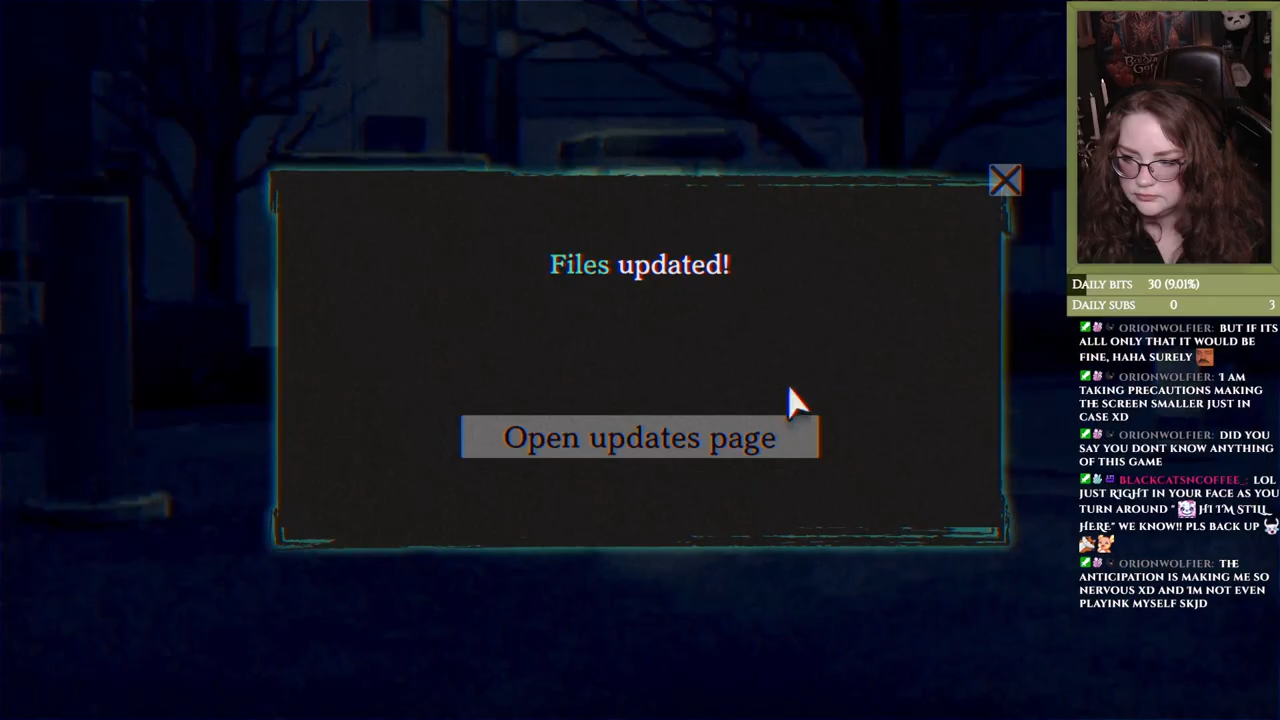 Files updated!
Open updates page
DAILY BITS 30 (9.01%)
DAILY SUBS 0 3
ORIONWOLFIER: BUT IF ITS
ALLL ONLY THAT IT WOULD BE
FINE, HAHA SURELY
ORIONWOLFIER: I AM
TAKING PRECAUTIONS MAKING
THE SCREEN SMALLER JUST IN
CASE XD
ORIONWOLFIER: DID YOU
SAY YOU DONT KNOW ANYTHING
OF THIS GAME
BLACKCATSNCOFFEE_: LOL
JUST RIGHT IN YOUR FACE AS YOU
TURN AROUND " HI I'M STILL
HERE" WE KNOW!! PLS BACK UP
ORIONWOLFIER: THE
ANTICIPATION IS MAKING ME SO
NERVOUS XD AND IM NOT EVEN
PLAYINK MYSELF SKJD